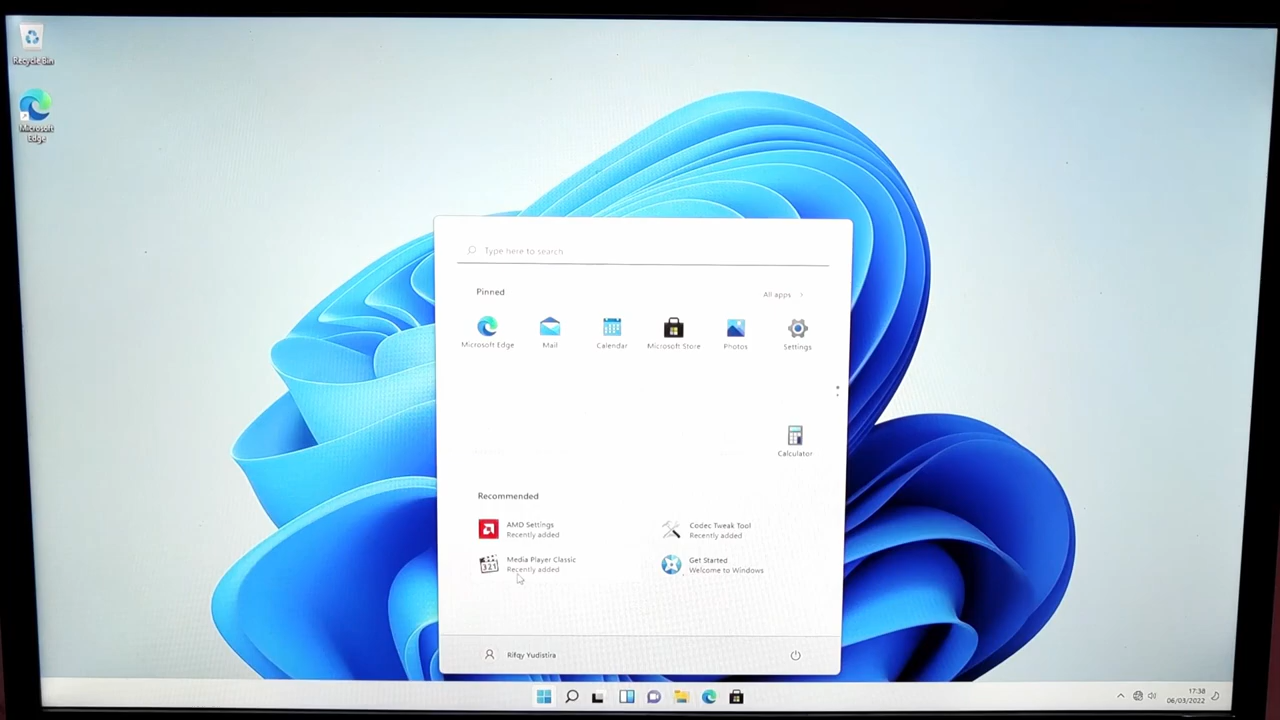 Recycle Bin
Microsoft
Edge
Type here to search
Pinned
All apps
Microsoft Edge
Mail
Calendar
Microsoft Store
Photos
Settings
Calculator
Recommended
AMD Settings
Recently added
Codec Tweak Tool
Recently added
321
Media Player Classic
Recently added
Get Started
Welcome to Windows
Rifqy Yudistira
17:38
06/03/2022